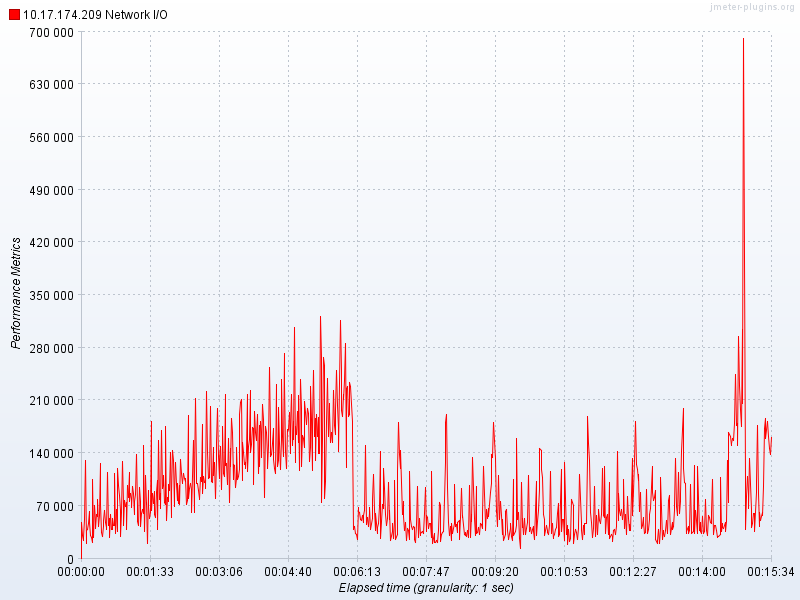 jmeter-plugins.org
10.17.174.209 Network I/O
700 000
630 000
560 000
490 000
420 000
350 000
280 000
210 000
140 000
70 000
0
Performance Metrics
00:00:00 00:01:33 00:03:06 00:04:40 00:06:13 00:07:47 00:09:20 00:10:53 00:12:27 00:14:00 00:15:34
Elapsed time (granularity: 1 sec)